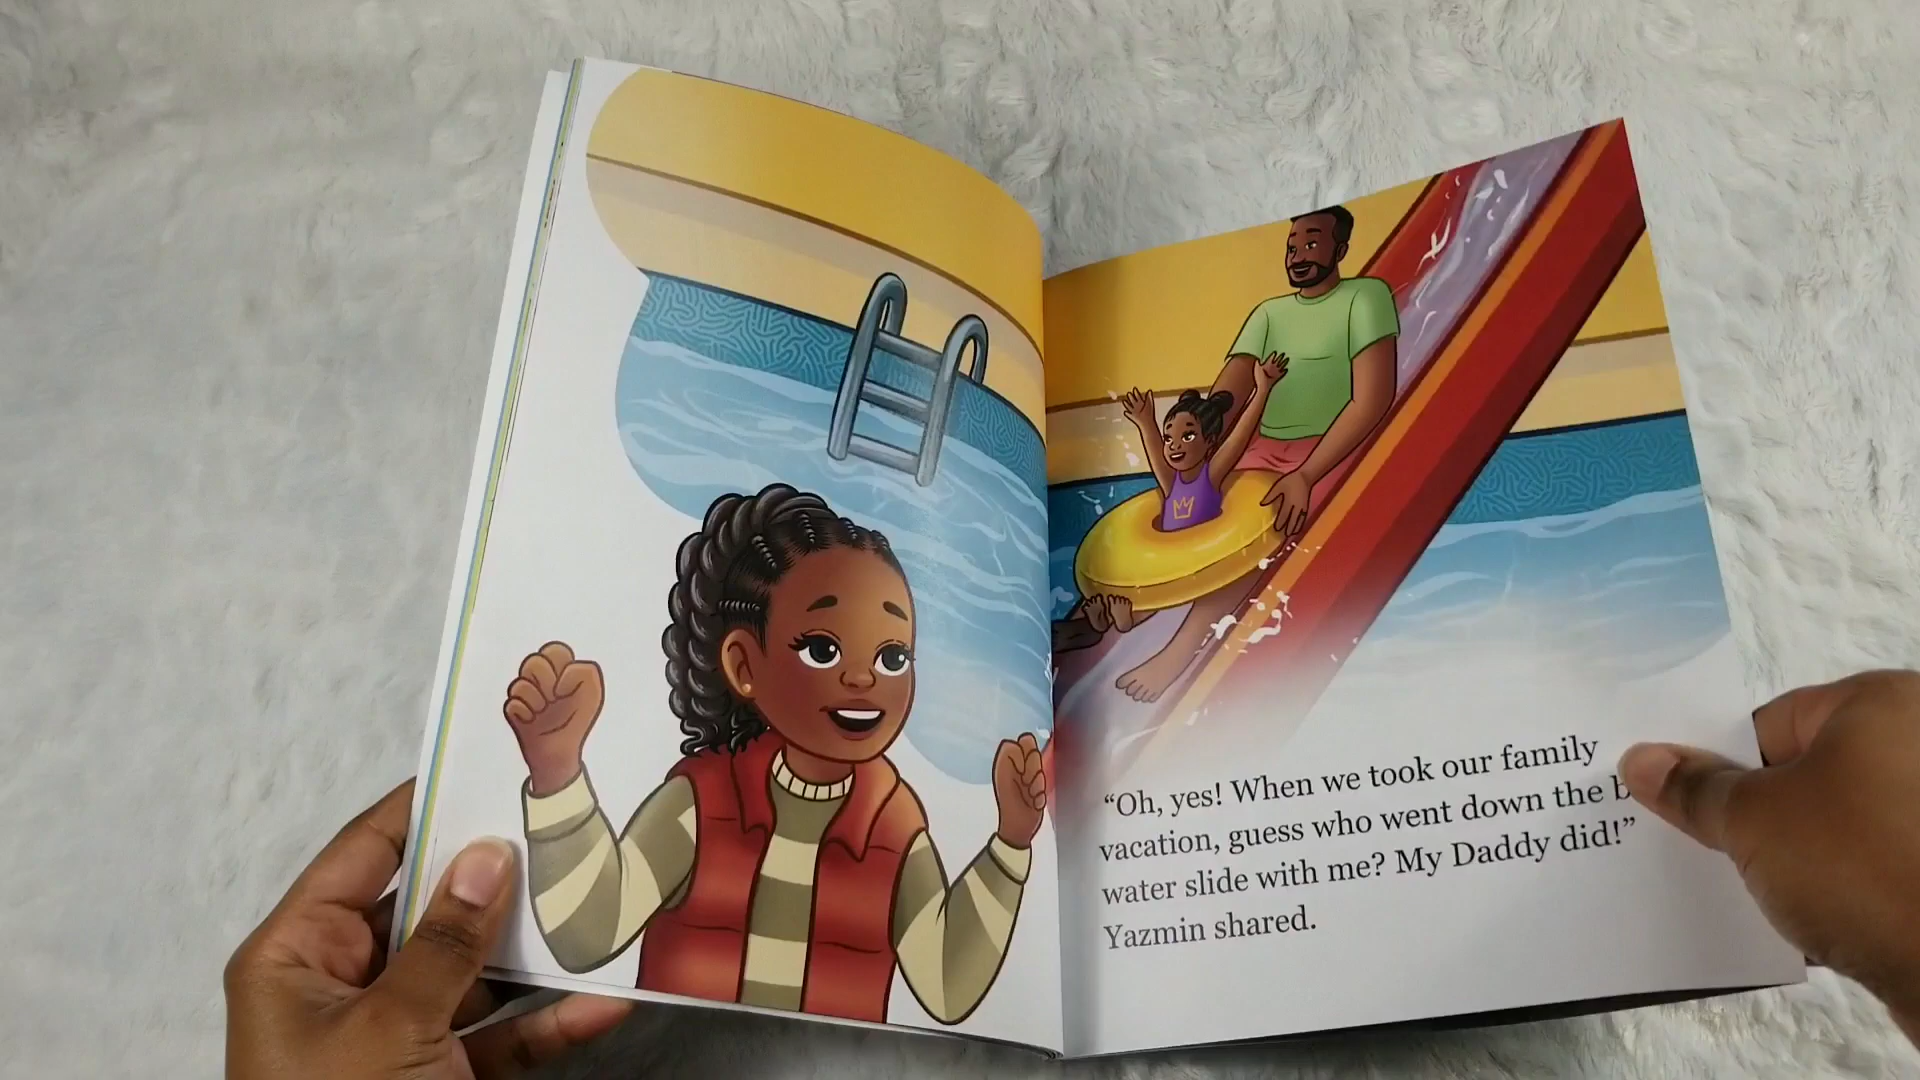 “Oh, yes! When we took our family
vacation, guess who went down the
water slide with me? My Daddy did!”
Yazmin shared.